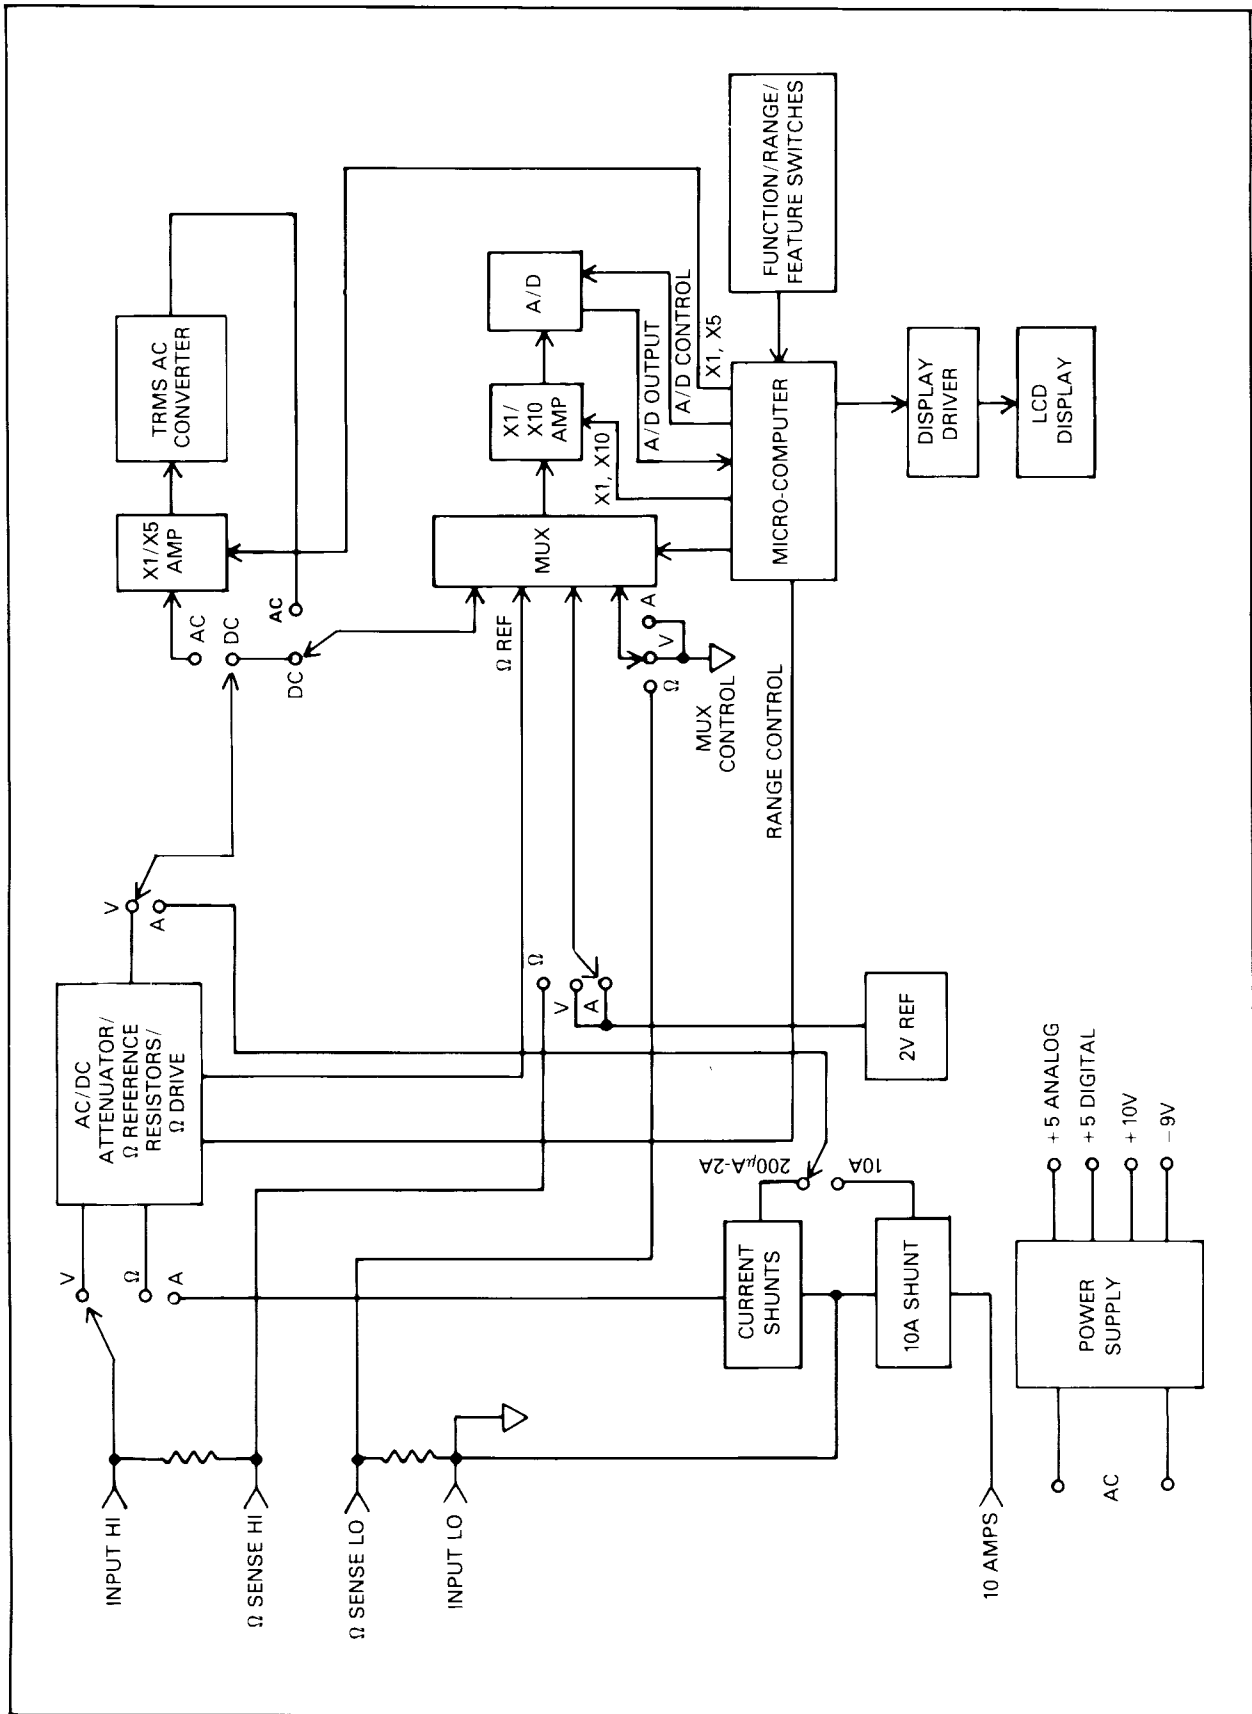 INPUT HI
Ω SENSE HI
Ω SENSE LO
INPUT LO
10 AMPS
AC
V
Ω
A
AC/DC
ATTENUATOR/
Ω REFERENCE
RESISTORS/
Ω DRIVE
CURRENT
SHUNTS
10A SHUNT
200µA-2A
10A
POWER
SUPPLY
+5 ANALOG
+5 DIGITAL
+10V
-9V
2V REF
V
A
Ω
V
A
RANGE CONTROL
AC
DC
DC
AC
Ω REF
Ω
V
A
MUX
CONTROL
X1/X5
AMP
TRMS AC
CONVERTER
MUX
X1/
X10
AMP
A/D
X1, X10
A/D OUTPUT
A/D CONTROL
X1, X5
MICRO-COMPUTER
FUNCTION/RANGE/
FEATURE SWITCHES
DISPLAY
DRIVER
LCD
DISPLAY